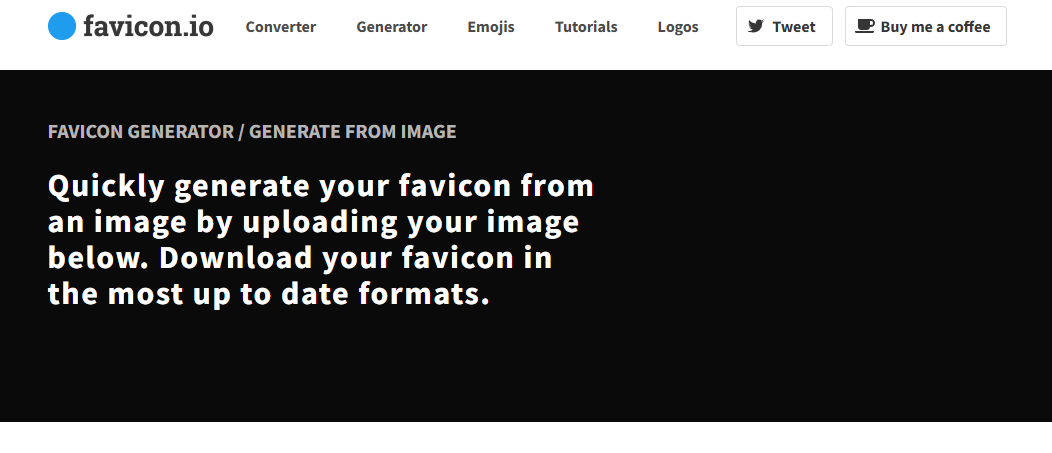 favicon.io Converter Generator Emojis Tutorials Logos Tweet Buy me a coffee
FAVICON GENERATOR / GENERATE FROM IMAGE
Quickly generate your favicon from
an image by uploading your image
below. Download your favicon in
the most up to date formats.